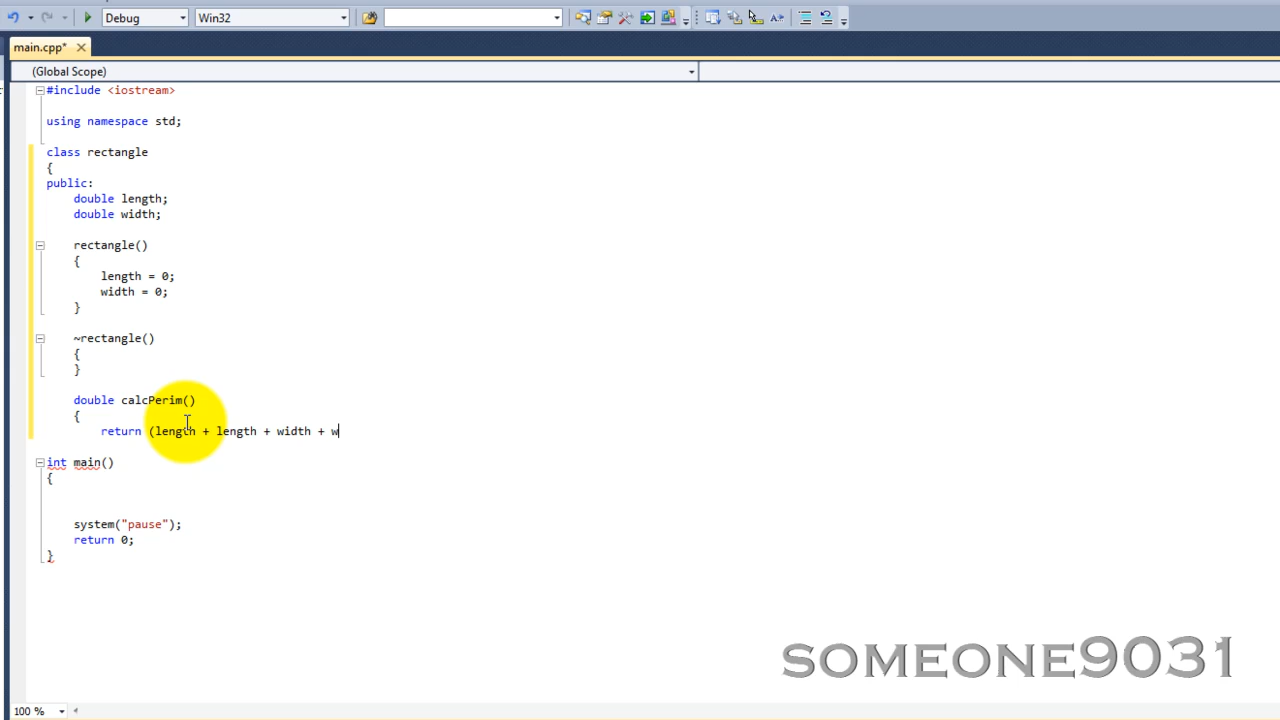 Debug
Win32
main.cpp*
(Global Scope)
#include <iostream>
using namespace std;
class rectangle
{
public:
double length;
double width;
rectangle()
{
length = 0;
width = 0;
}
~rectangle()
{
}
double calcPerim()
{
return (length + length + width + w
int main()
{
system("pause");
return 0;
}
SOMEONE9031
100 %